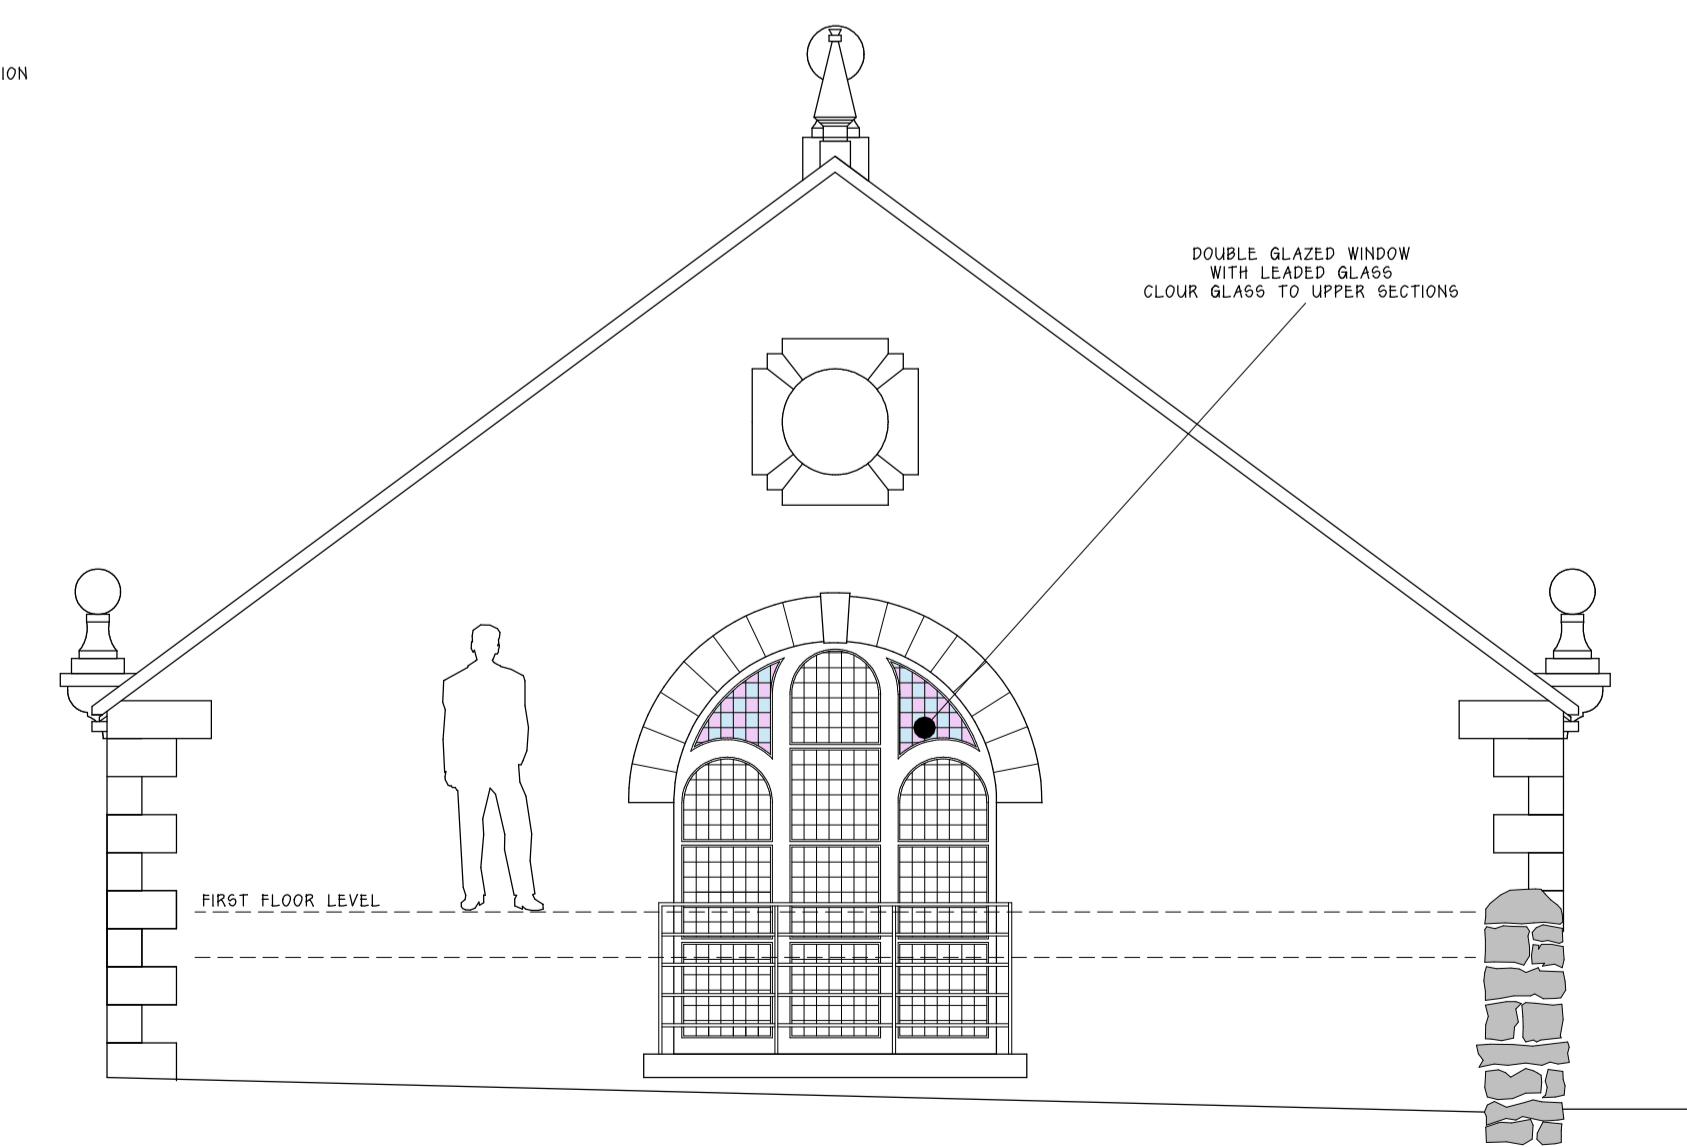 ION
DOUBLE GLAZED WINDOW
WITH LEADED GLASS
CLOUR GLASS TO UPPER SECTIONS
FIRST FLOOR LEVEL